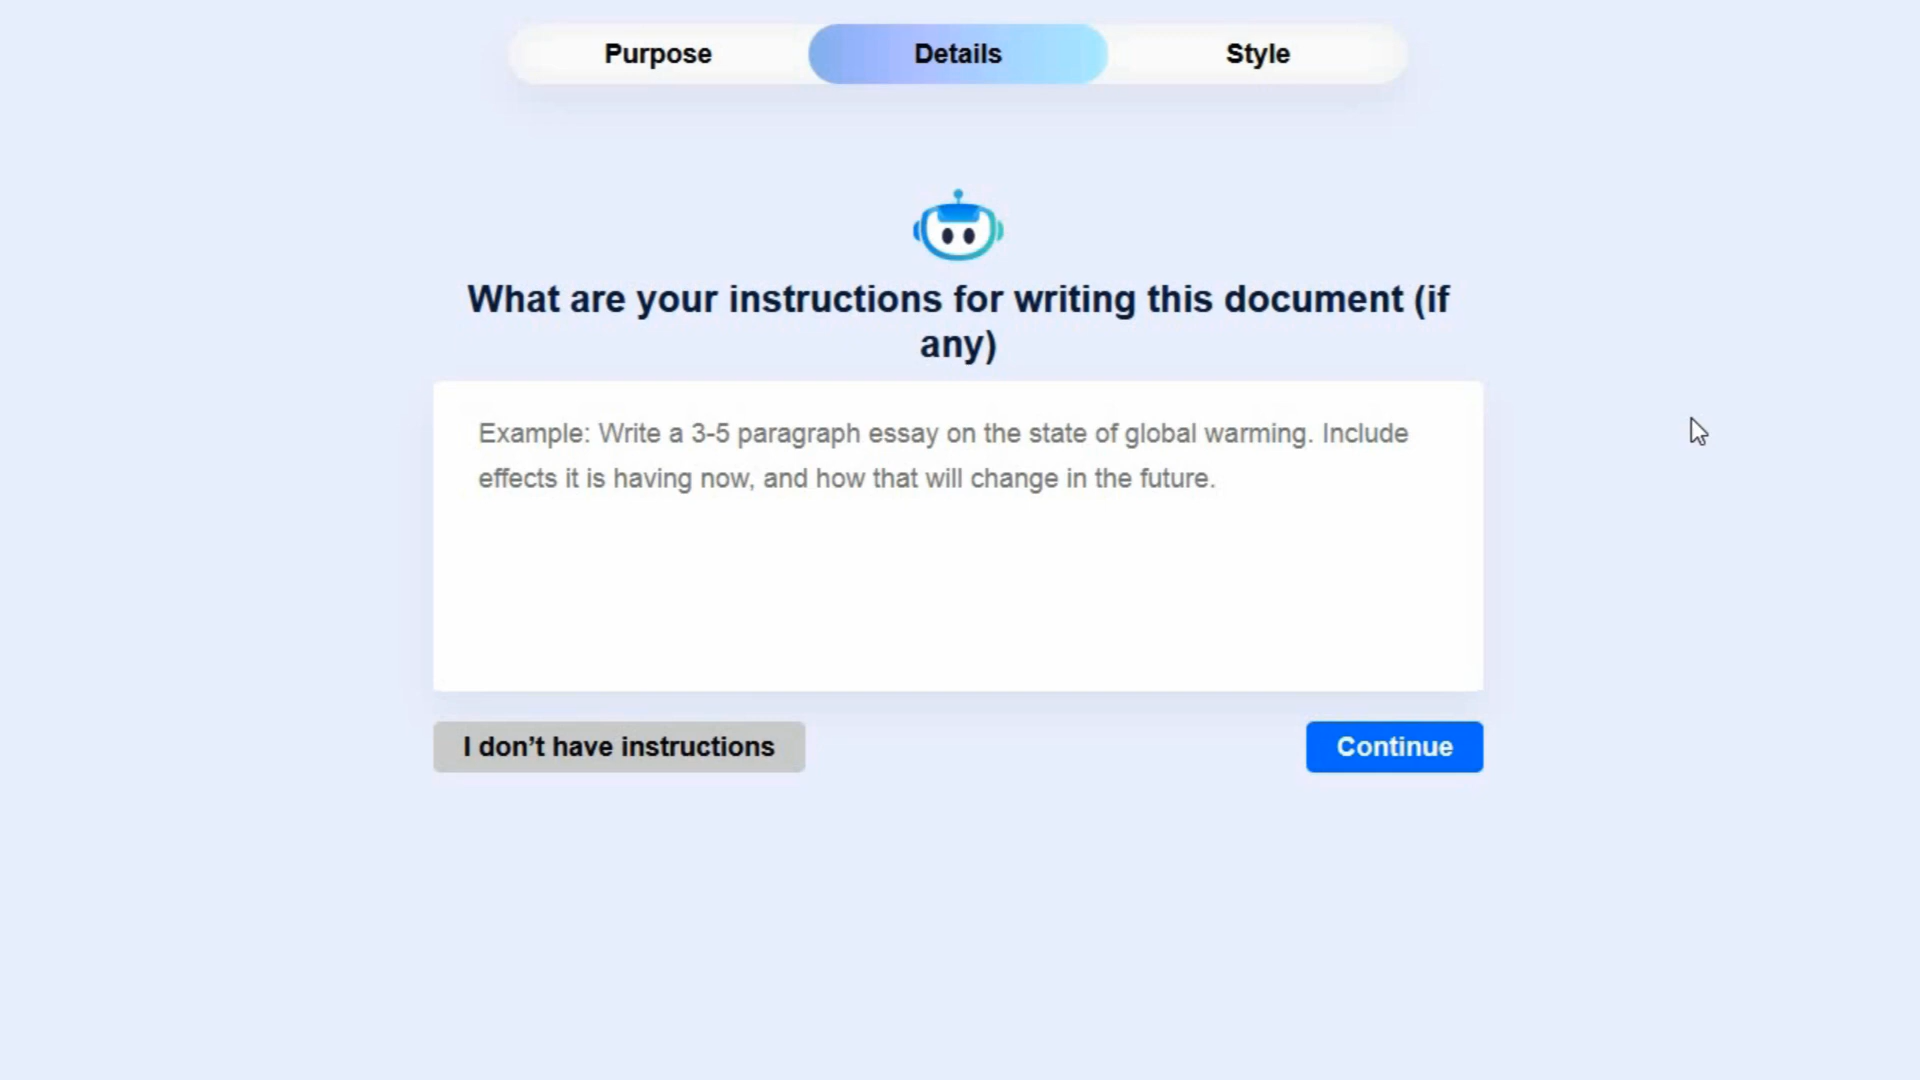 Purpose
Details
Style
What are your instructions for writing this document (if
any)
Example: Write a 3-5 paragraph essay on the state of global warming. Include
effects it is having now, and how that will change in the future.
I don’t have instructions
Continue